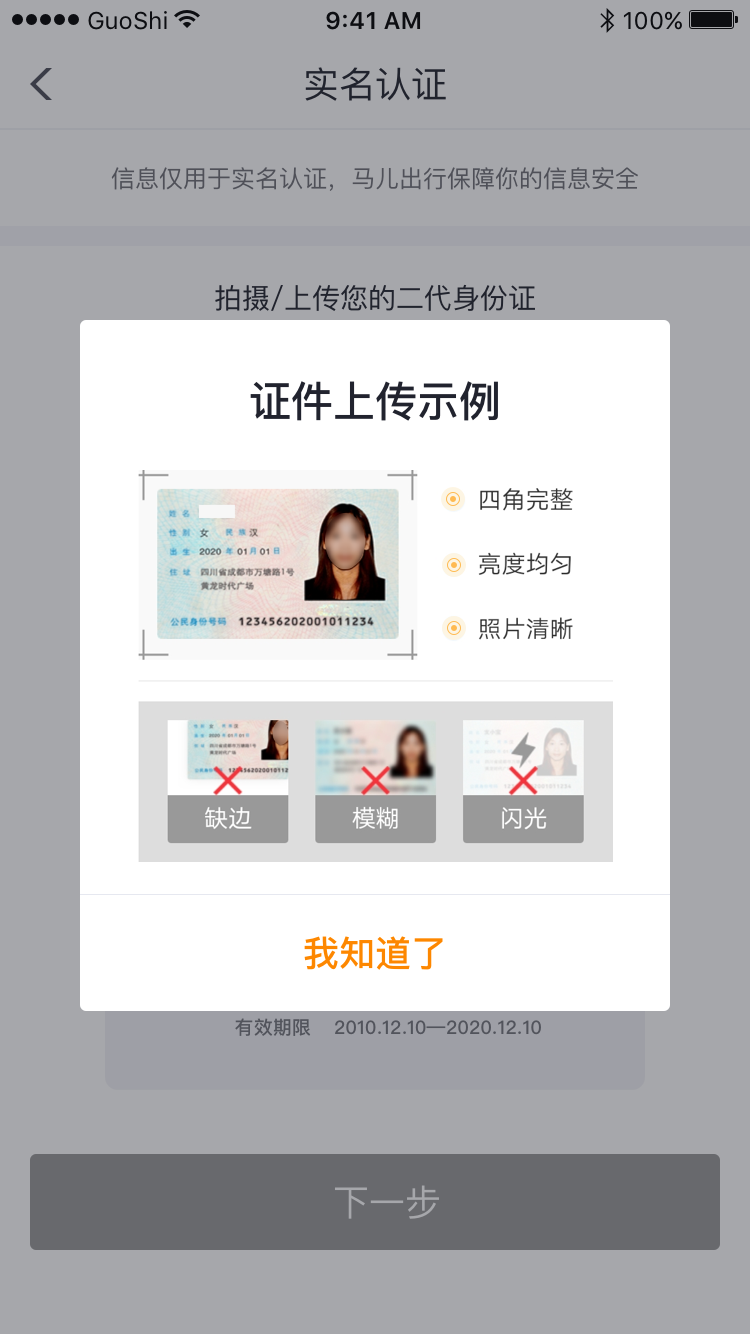 GuoShi 9:41 AM 100%
实名认证
信息仅用于实名认证，马儿出行保障你的信息安全
拍摄/上传您的二代身份证
证件上传示例
姓 名
性 别 女 民 族 汉
出 生 2020 年 01 月 01 日
住 址 四川省成都市万塘路1号
黄龙时代广场
公民身份号码 123456202001011234
四角完整
亮度均匀
照片清晰
缺边
模糊
闪光
我知道了
有效期限 2010.12.10—2020.12.10
下一步